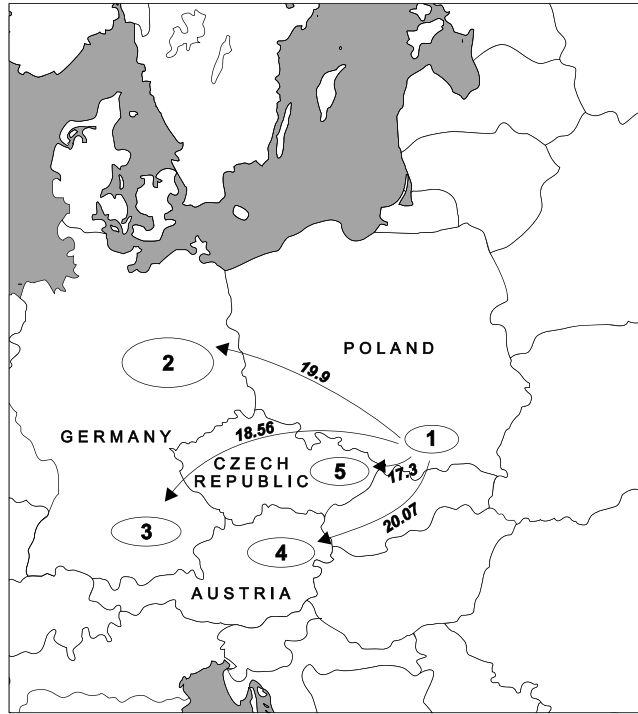 POLAND
2
19.9
1
18.56
GERMANY
CZECH
REPUBLIC
5
17.3
20.07
3
4
AUSTRIA